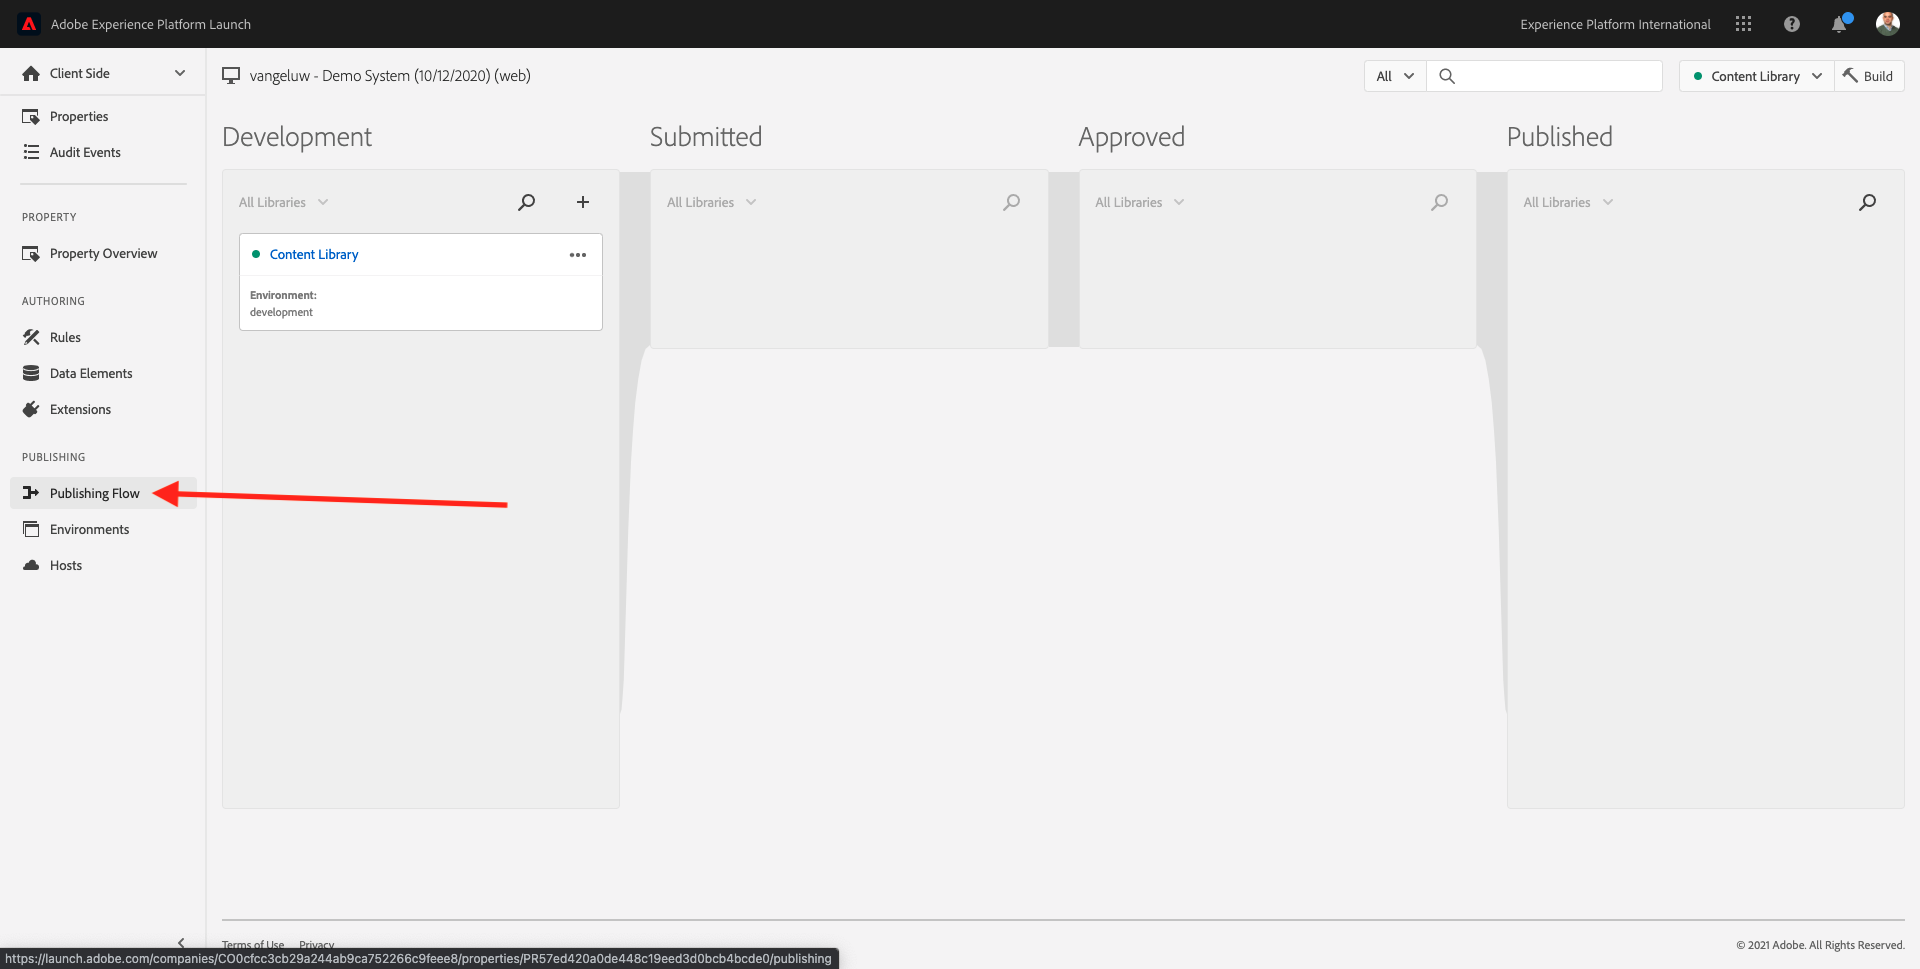 Adobe Experience Platform Launch
Experience Platform International
Client Side
vangeluw - Demo System (10/12/2020) (web)
All
Content Library
Build
Properties
Audit Events
PROPERTY
Property Overview
AUTHORING
Rules
Data Elements
Extensions
PUBLISHING
Publishing Flow
Environments
Hosts
Development
Submitted
Approved
Published
All Libraries
All Libraries
All Libraries
All Libraries
Content Library
Environment:
development
Terms of Use
Privacy
© 2021 Adobe. All Rights Reserved.
https://launch.adobe.com/companies/CO0cfcc3cb29a244ab9ca752266c9feee8/properties/PR57ed420a0de448c19eed3d0bcb4bcde0/publishing